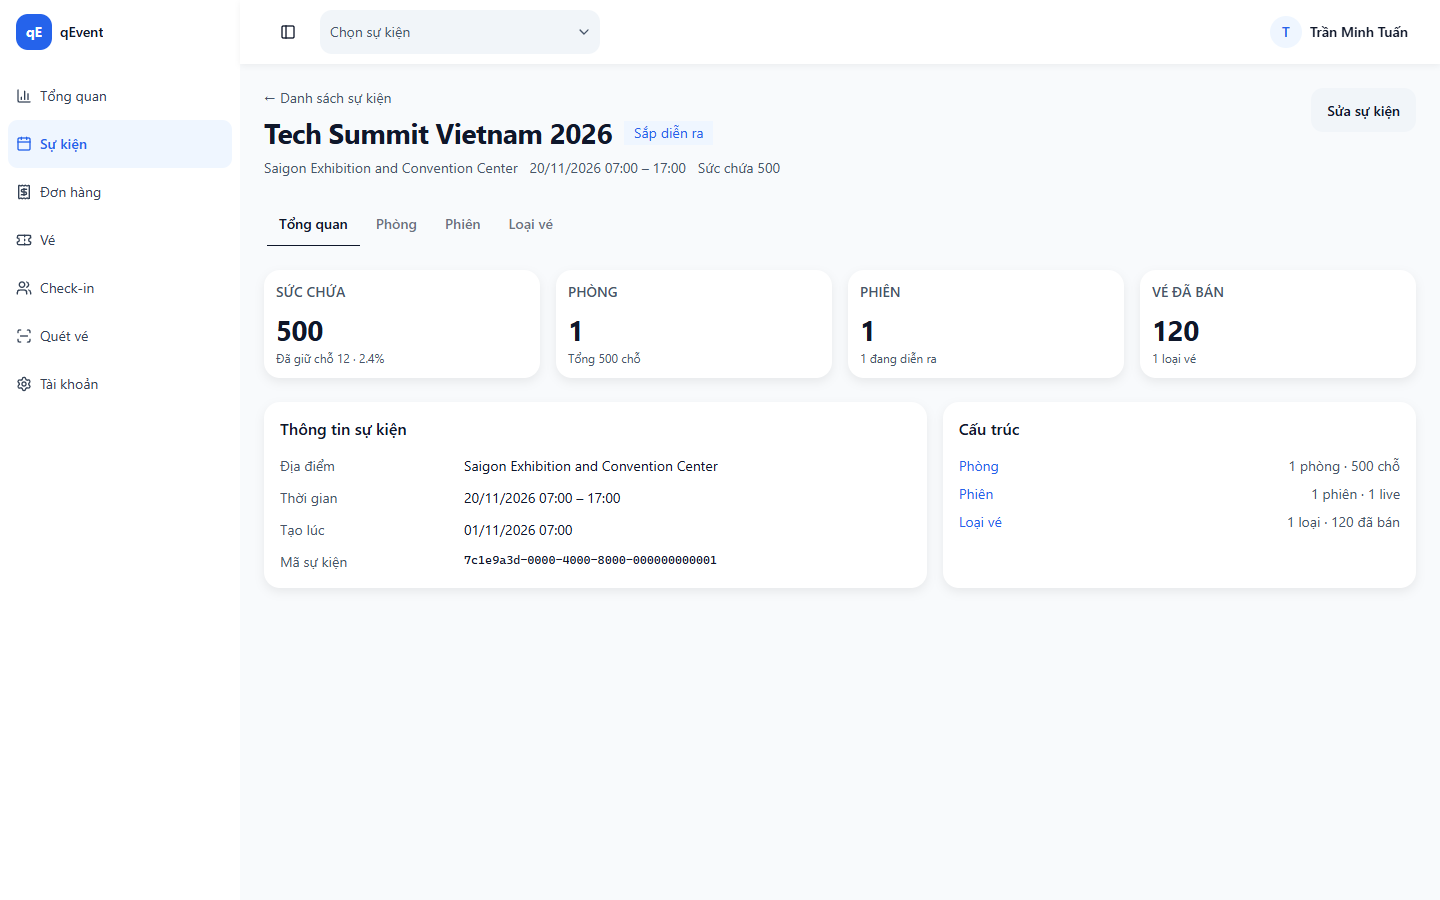 qE qEvent
Chọn sự kiện
T Trần Minh Tuấn
Tổng quan
Sự kiện
Đơn hàng
Vé
Check-in
Quét vé
Tài khoản
← Danh sách sự kiện
Sửa sự kiện
Tech Summit Vietnam 2026 Sắp diễn ra
Saigon Exhibition and Convention Center 20/11/2026 07:00 – 17:00 Sức chứa 500
Tổng quan Phòng Phiên Loại vé
SỨC CHỨA
500
Đã giữ chỗ 12 · 2.4%
PHÒNG
1
Tổng 500 chỗ
PHIÊN
1
1 đang diễn ra
VÉ ĐÃ BÁN
120
1 loại vé
Thông tin sự kiện
Địa điểm Saigon Exhibition and Convention Center
Thời gian 20/11/2026 07:00 – 17:00
Tạo lúc 01/11/2026 07:00
Mã sự kiện 7c1e9a3d-0000-4000-8000-000000000001
Cấu trúc
Phòng 1 phòng · 500 chỗ
Phiên 1 phiên · 1 live
Loại vé 1 loại · 120 đã bán